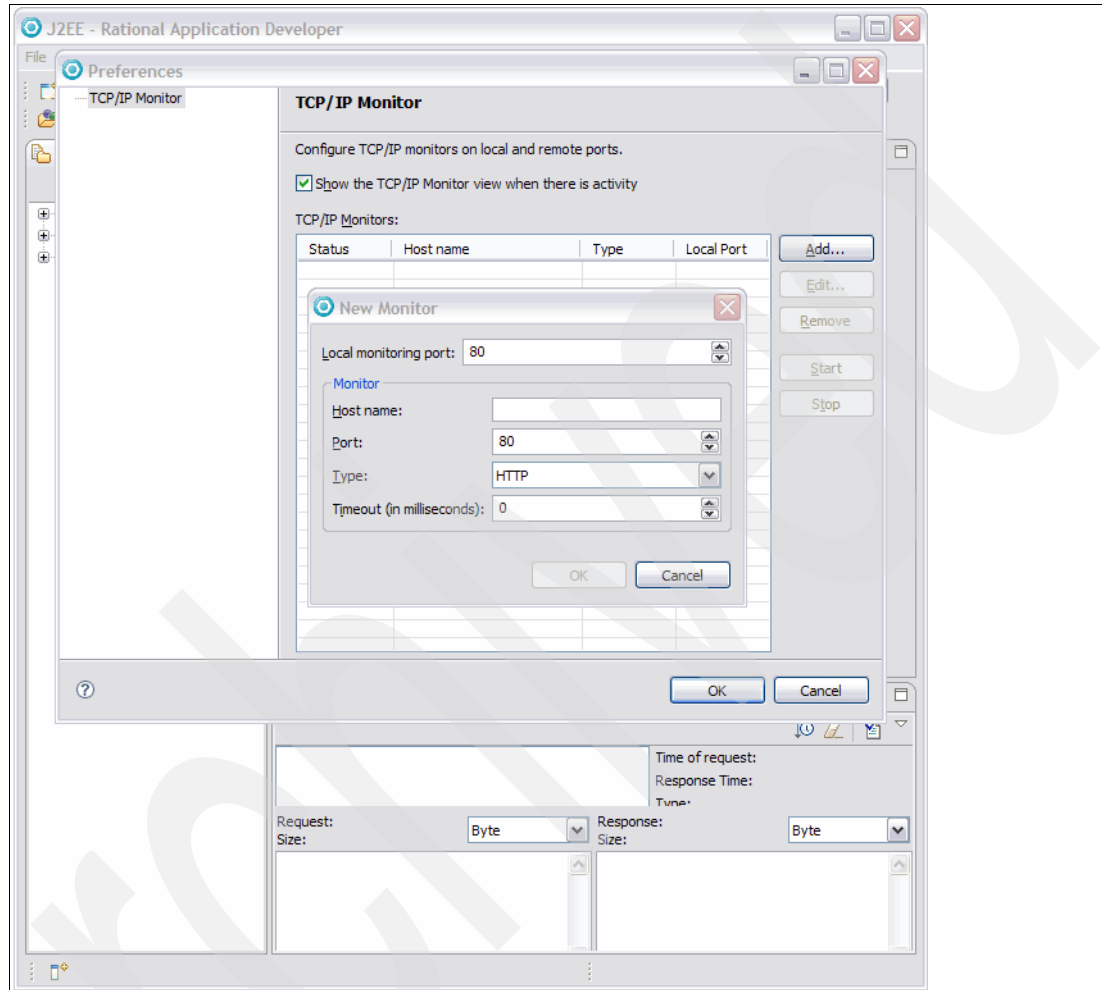 J2EE - Rational Application Developer
File
Preferences
TCP/IP Monitor
TCP/IP Monitor
Configure TCP/IP monitors on local and remote ports.
Show the TCP/IP Monitor view when there is activity
TCP/IP Monitors:
Status Host name Type Local Port
Add...
Edit...
Remove
Start
Stop
New Monitor
Local monitoring port: 80
Monitor
Host name:
Port: 80
Type: HTTP
Timeout (in milliseconds): 0
OK Cancel
OK Cancel
Time of request:
Response Time:
Type:
Request:
Size:
Byte
Response:
Size:
Byte